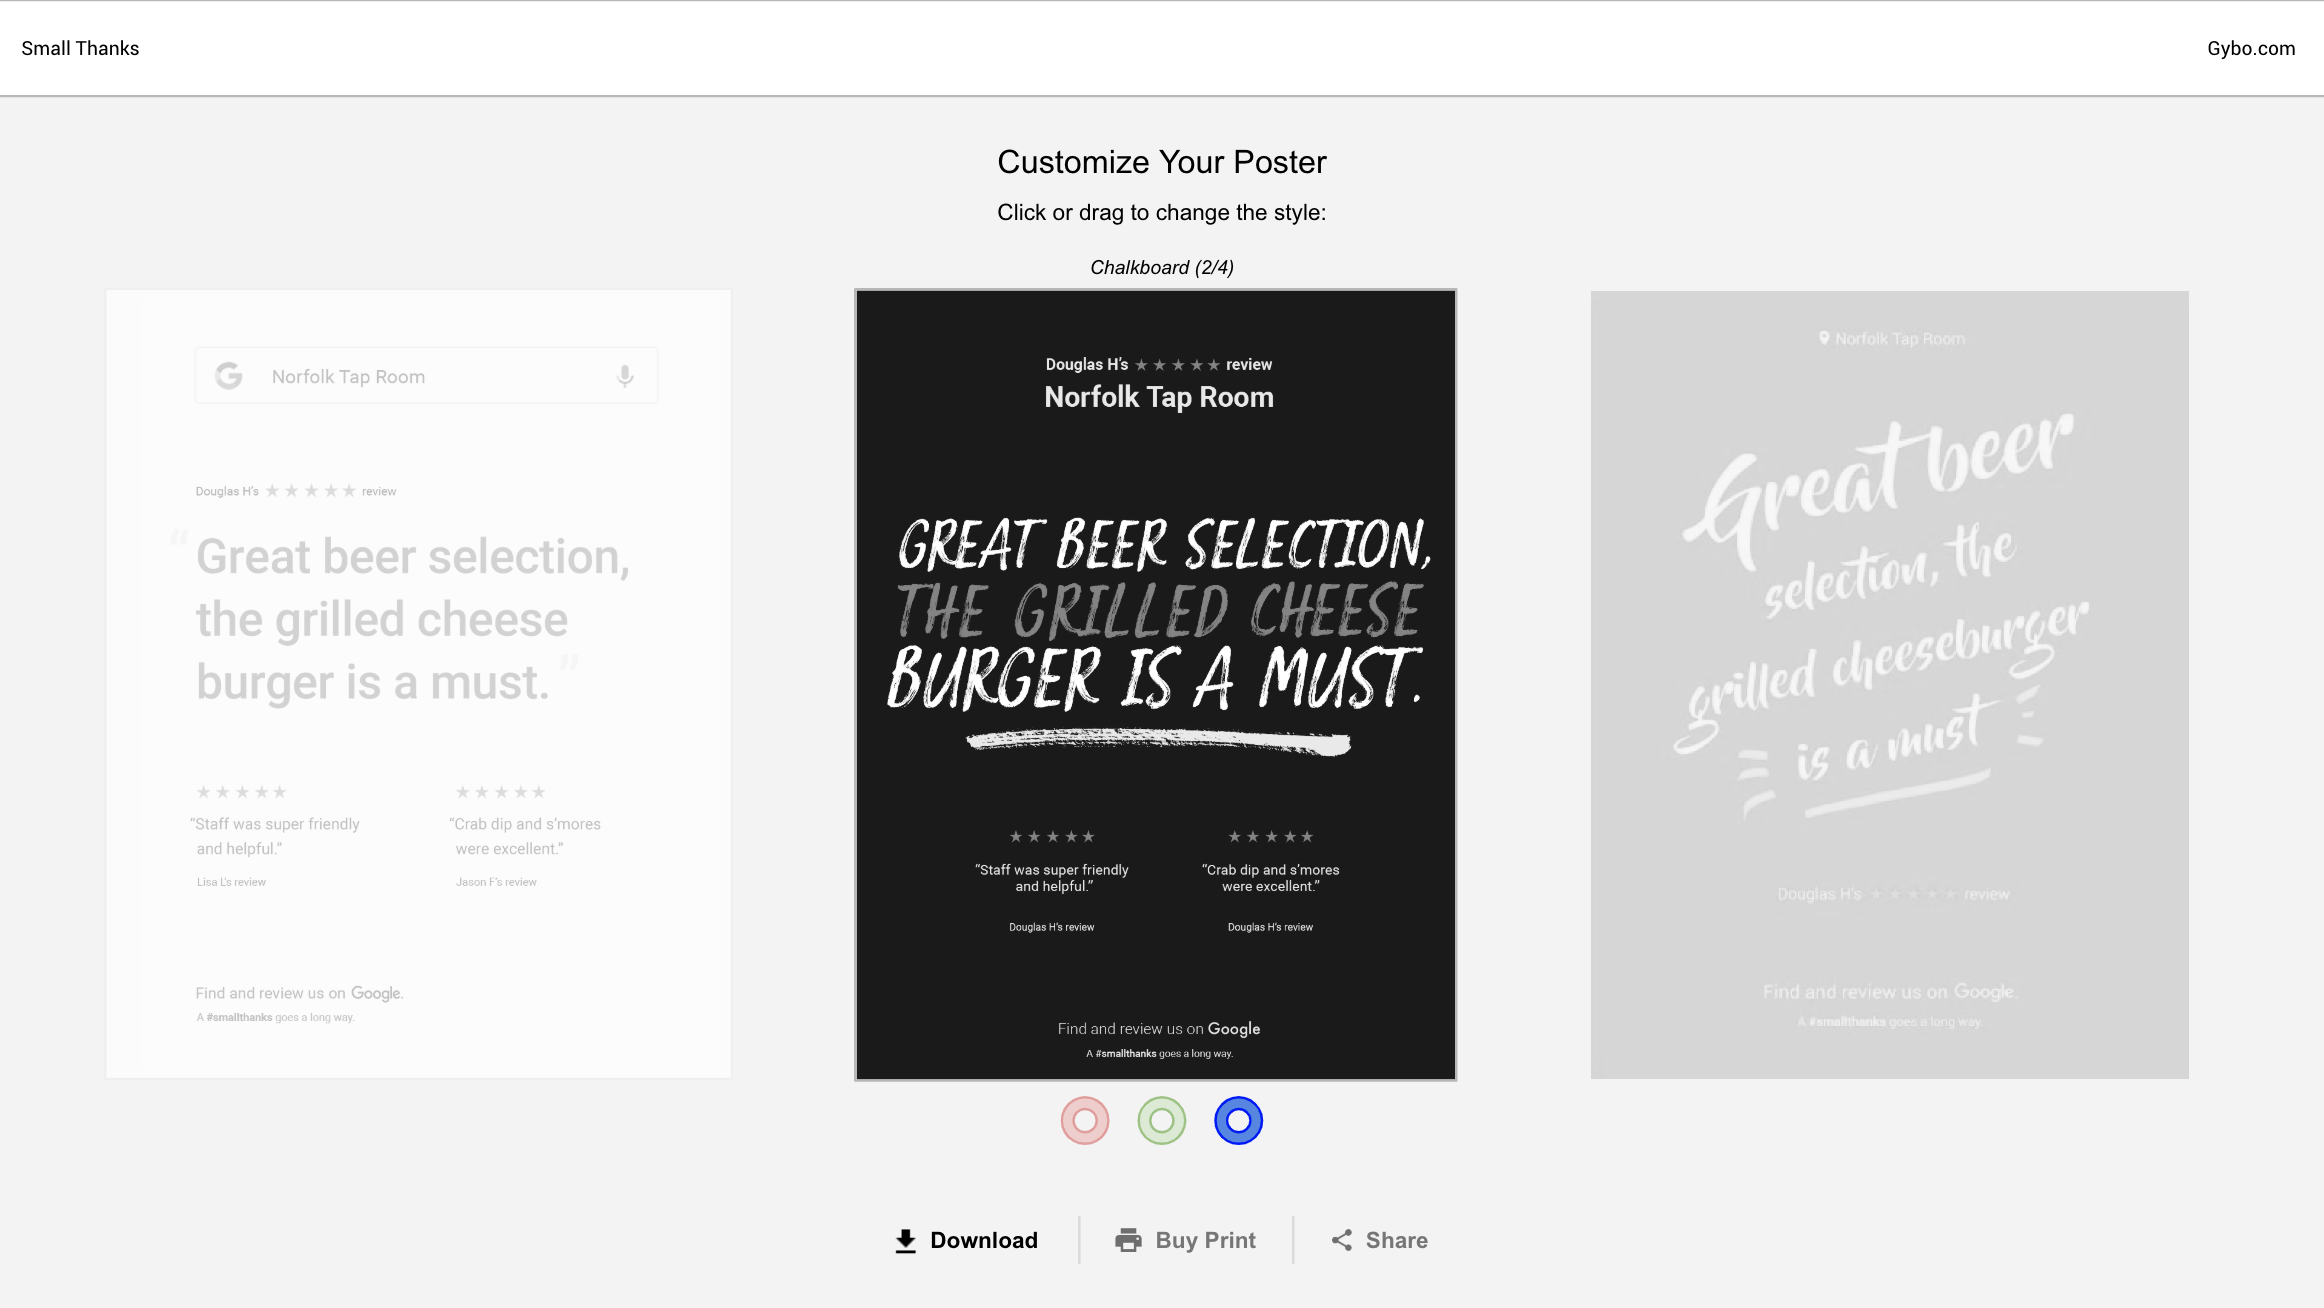 Small Thanks
Gybo.com
Customize Your Poster
Click or drag to change the style:
Chalkboard (2/4)
Norfolk Tap Room
Douglas H's ★★★★★ review
“Great beer selection,
the grilled cheese
burger is a must.”
★★★★★
“Staff was super friendly
and helpful.”
Lisa L's review
★★★★★
“Crab dip and s'mores
were excellent.”
Jason F's review
Find and review us on Google.
A #smallthanks goes a long way.
Douglas H's ★★★★★ review
Norfolk Tap Room
GREAT BEER SELECTION,
THE GRILLED CHEESE
BURGER IS A MUST.
★★★★★
“Staff was super friendly
and helpful.”
Douglas H's review
★★★★★
“Crab dip and s'mores
were excellent.”
Douglas H's review
Find and review us on Google
A #smallthanks goes a long way.
Norfolk Tap Room
Great beer
selection, the
grilled cheeseburger
is a must
Douglas H's ★★★★★ review
Find and review us on Google.
A #smallthanks goes a long way.
Download
Buy Print
Share